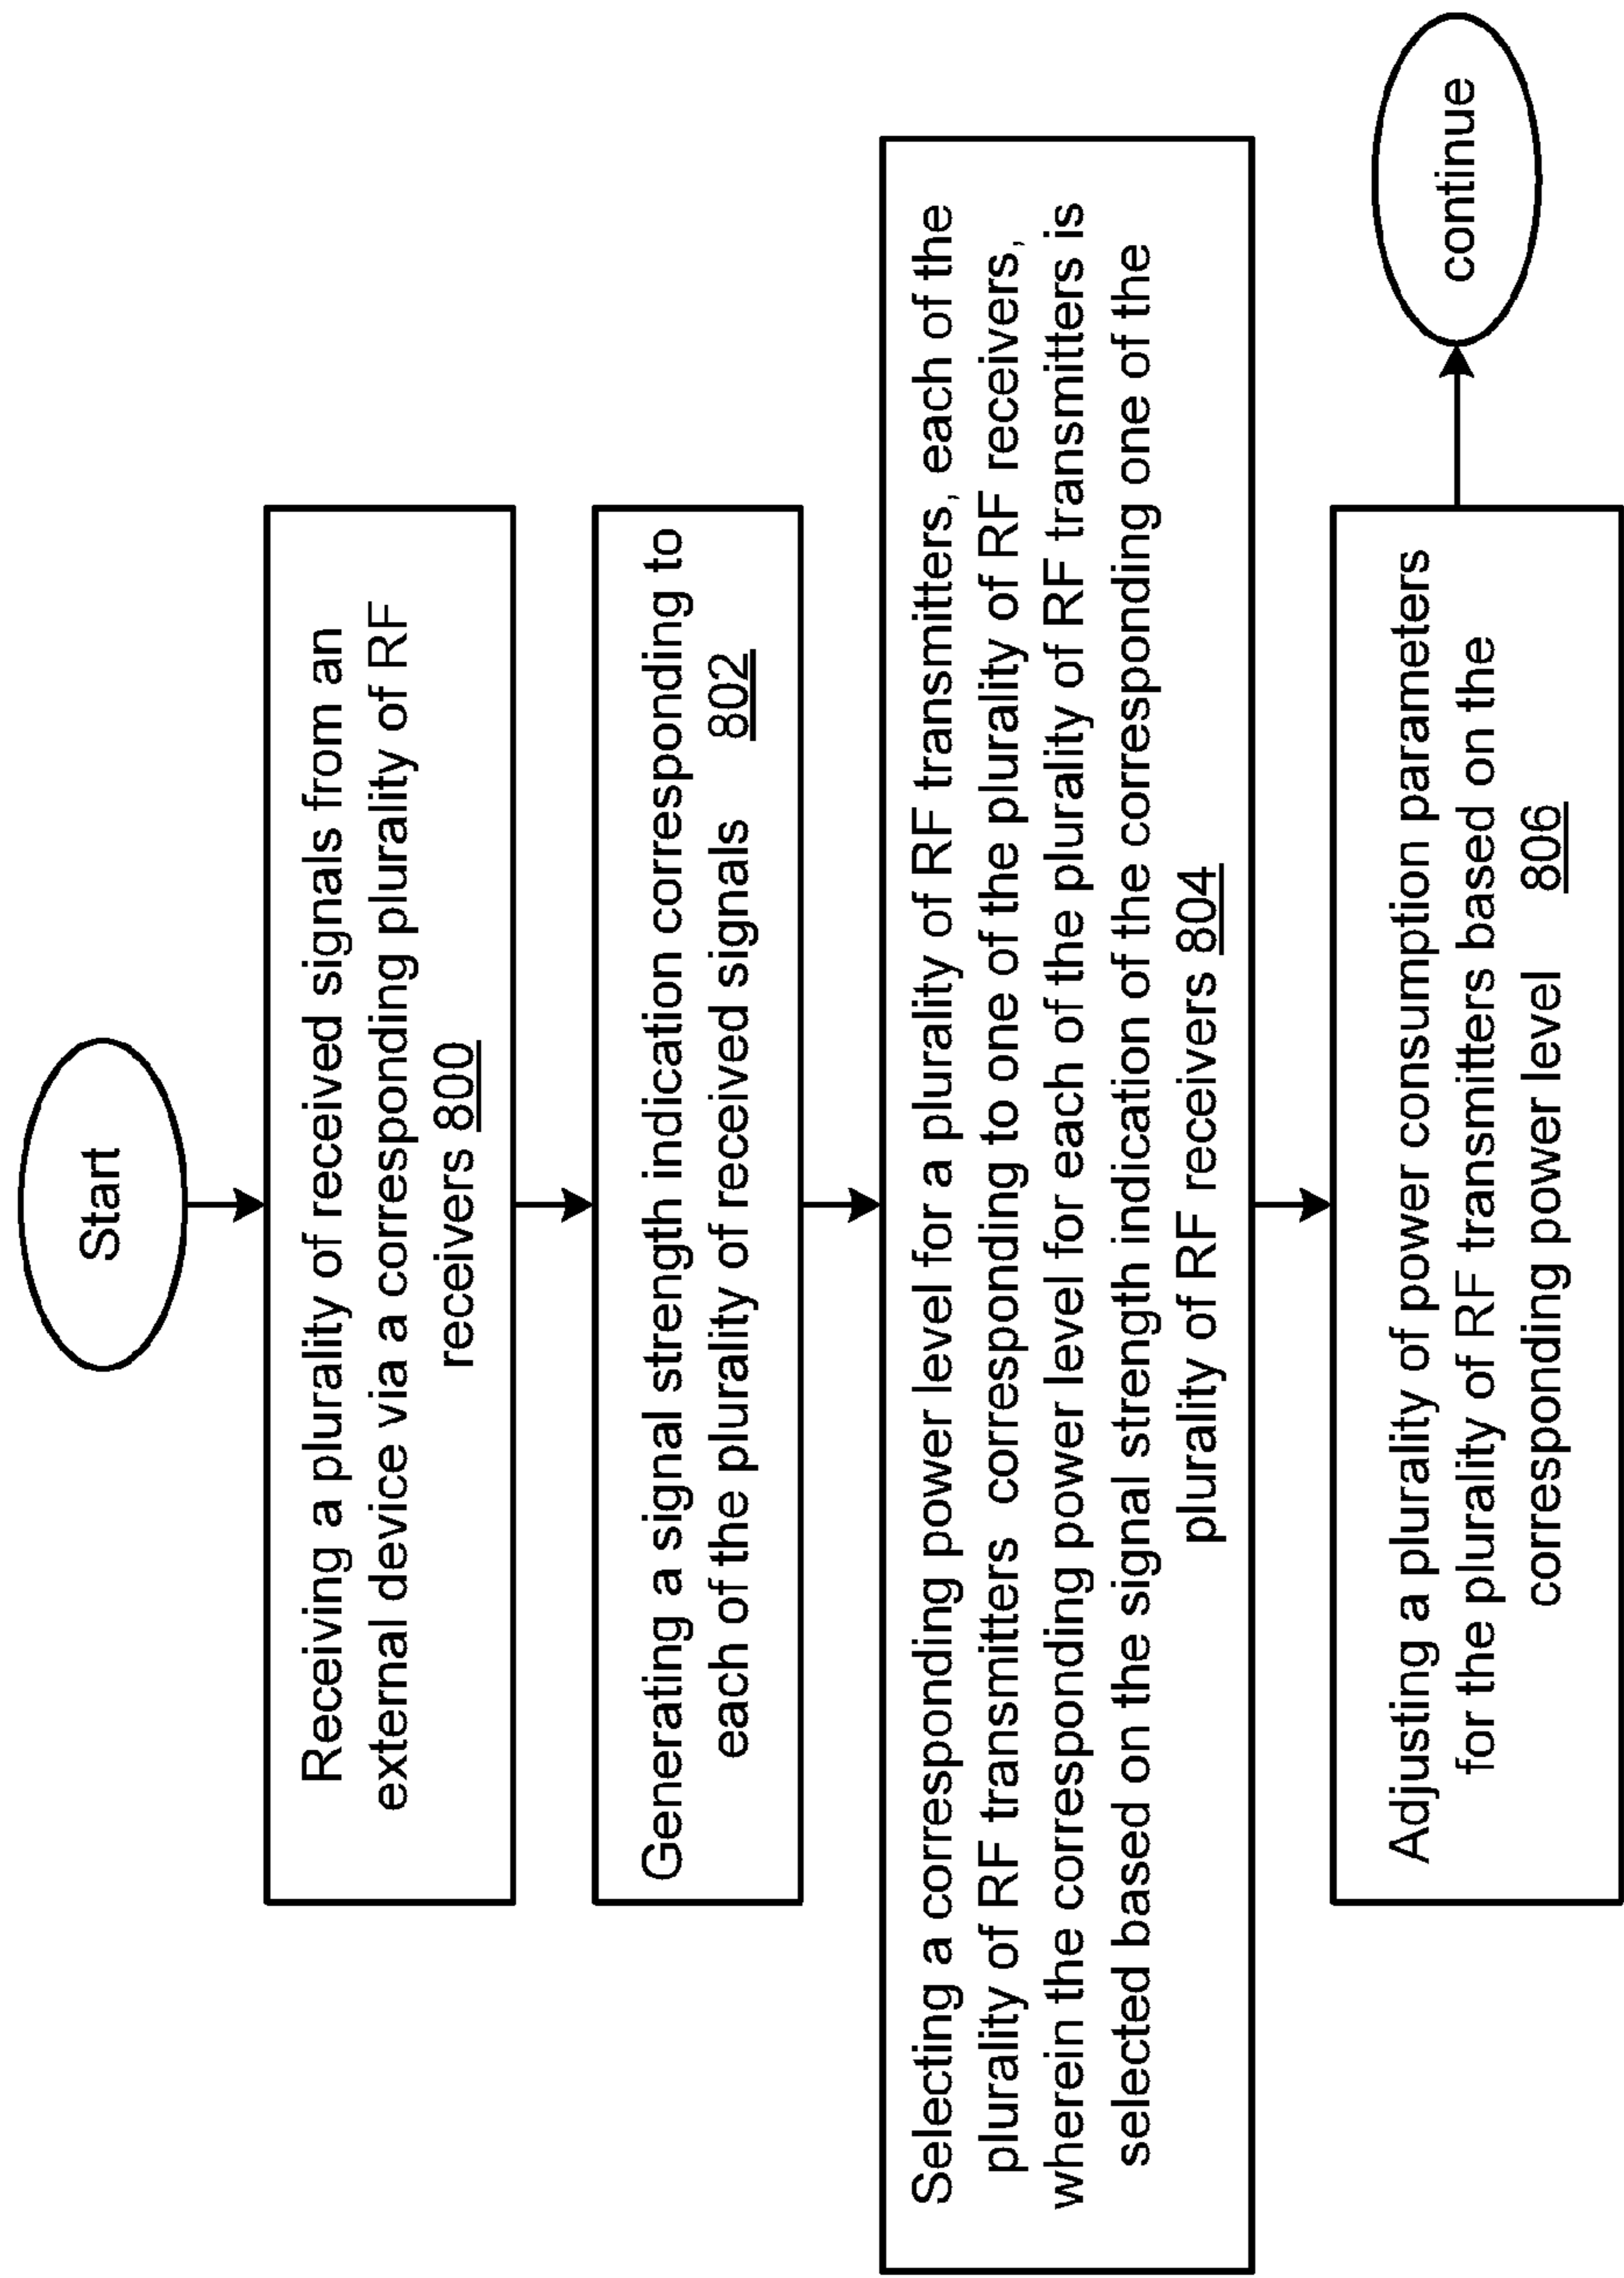 Start
Receiving a plurality of received signals from an
external device via a corresponding plurality of RF
receivers 800
Generating a signal strength indication corresponding to
each of the plurality of received signals 802
Selecting a corresponding power level for a plurality of RF transmitters, each of the
plurality of RF transmitters corresponding to one of the plurality of RF receivers,
wherein the corresponding power level for each of the plurality of RF transmitters is
selected based on the signal strength indication of the corresponding one of the
plurality of RF receivers 804
Adjusting a plurality of power consumption parameters
for the plurality of RF transmitters based on the
corresponding power level 806
continue